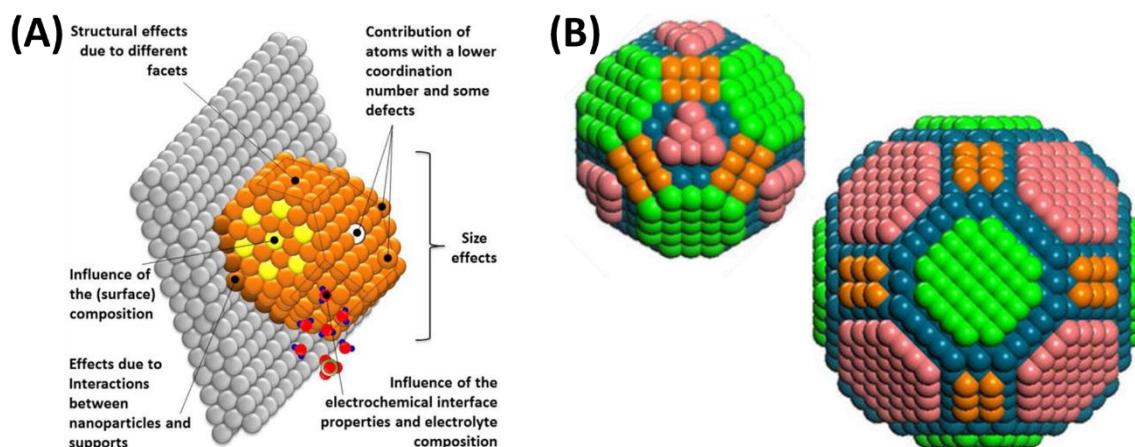 (A)
Structural effects
due to different
facets
Contribution of
atoms with a lower
coordination
number and some
defects
Size
effects
Influence of
the (surface)
composition
Effects due to
Interactions
between
nanoparticles and
supports
Influence of the
electrochemical interface
properties and electrolyte
composition
(B)